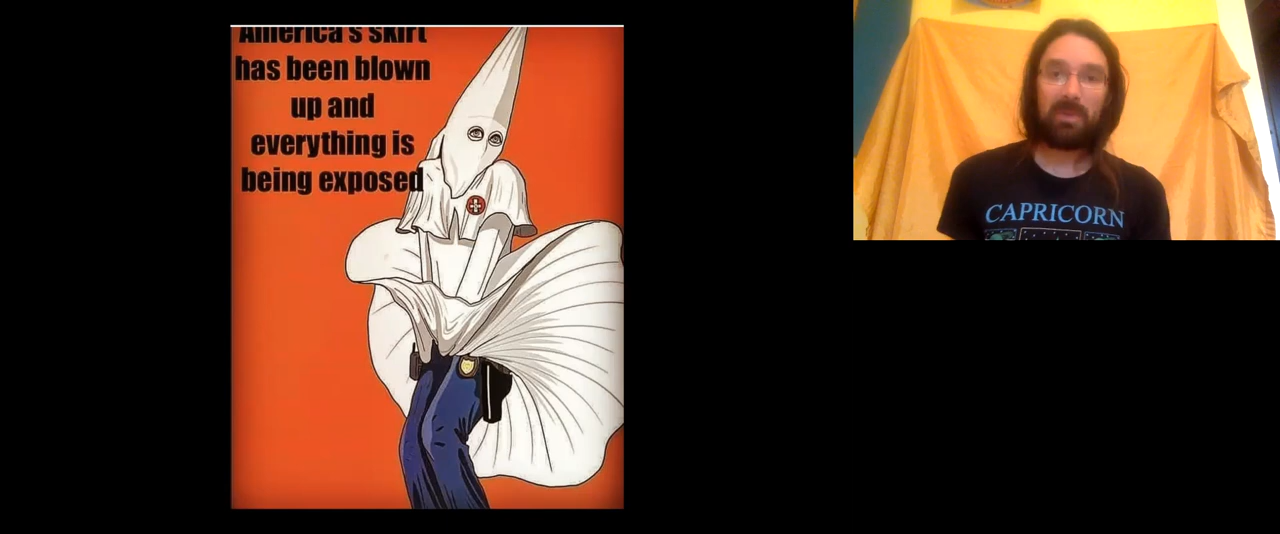 America's skirt
has been blown
up and
everything is
being exposed
CAPRICORN